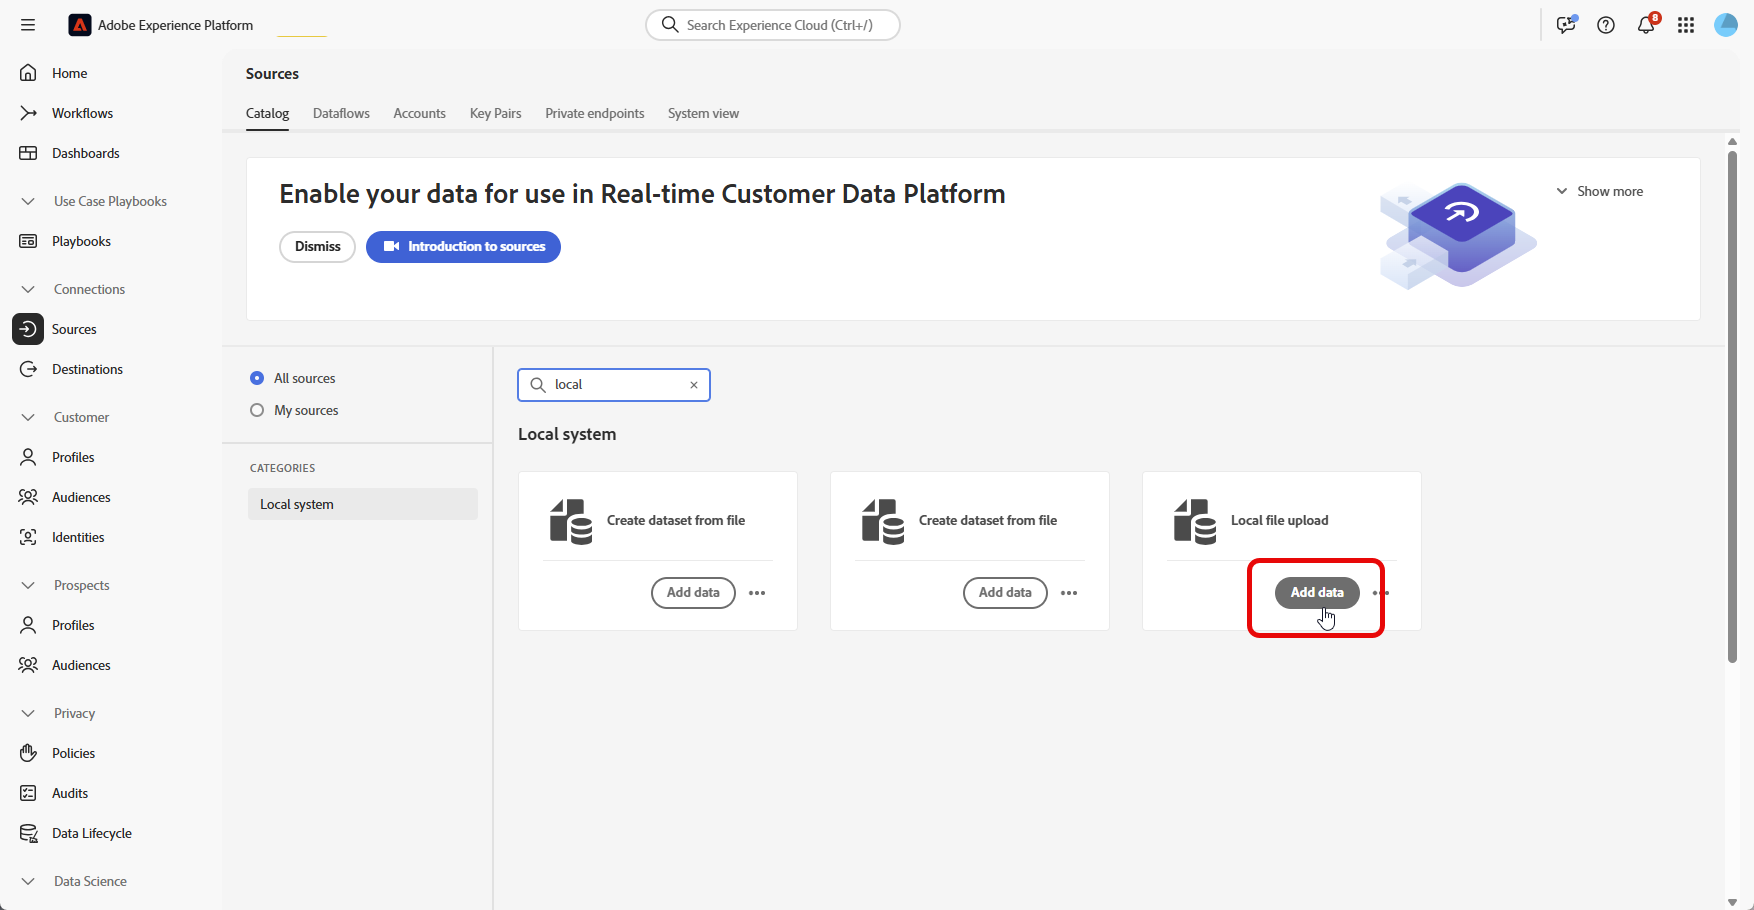 Adobe Experience Platform
Search Experience Cloud (Ctrl+/)
8
Home
Workflows
Dashboards
Use Case Playbooks
Playbooks
Connections
Sources
Destinations
Customer
Profiles
Audiences
Identities
Prospects
Profiles
Audiences
Privacy
Policies
Audits
Data Lifecycle
Data Science
Sources
Catalog Dataflows Accounts Key Pairs Private endpoints System view
Enable your data for use in Real-time Customer Data Platform
Show more
Dismiss Introduction to sources
All sources
My sources
CATEGORIES
Local system
local
Local system
Create dataset from file
Add data
Create dataset from file
Add data
Local file upload
Add data